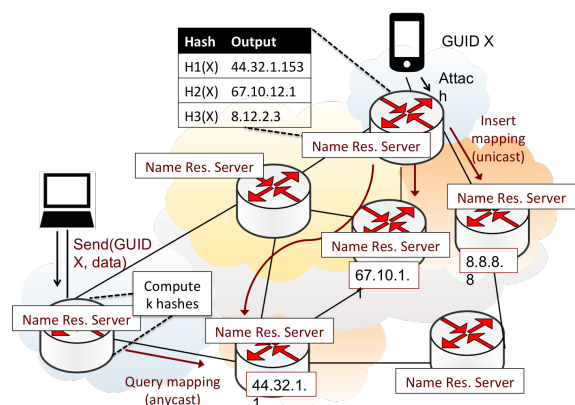 Hash Output
H1(X) 44.32.1.153
H2(X) 67.10.12.1
H3(X) 8.12.2.3
GUID X
Attac
h
Insert
mapping
(unicast)
Name Res. Server
Name Res. Server
Name Res. Server
Name Res. Server
67.10.1.
8.8.8.
8
Send(GUID
X, data)
Compute
k hashes
Name Res. Server
Name Res. Server
Name Res. Server
Query mapping
(anycast)
44.32.1.
1